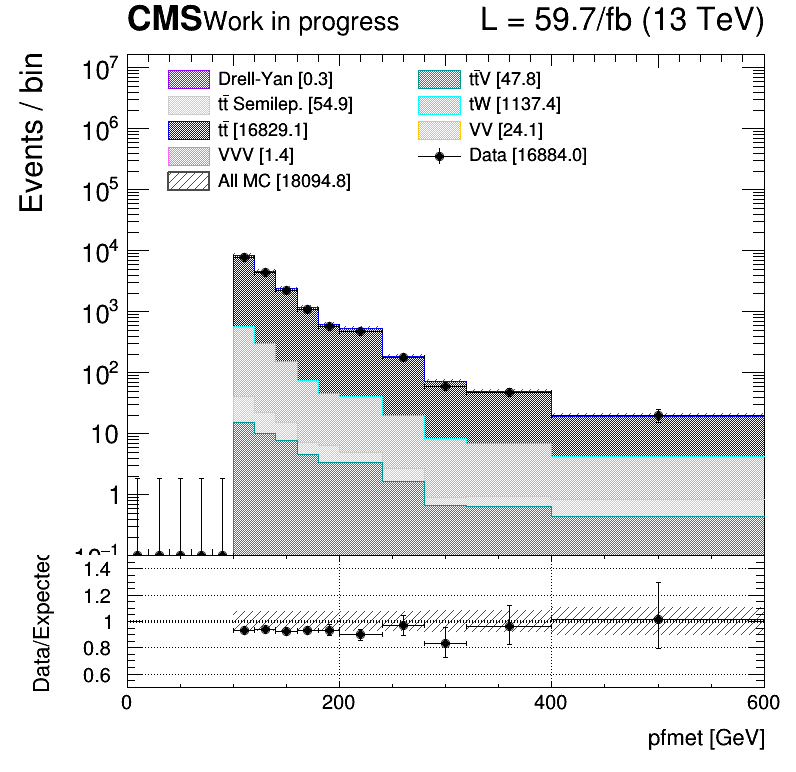 CMS Work in progress L = 59.7/fb (13 TeV)
Events / bin
10⁷
10⁶
10⁵
10⁴
10³
10²
10
1
10⁻¹
Drell-Yan [0.3]
tt̄ Semilep. [54.9]
tt̄ [16829.1]
VVV [1.4]
All MC [18094.8]
tt̄V [47.8]
tW [1137.4]
VV [24.1]
Data [16884.0]
Data/Expected
1.4
1.2
1
0.8
0.6
0 200 400 600
pfmet [GeV]